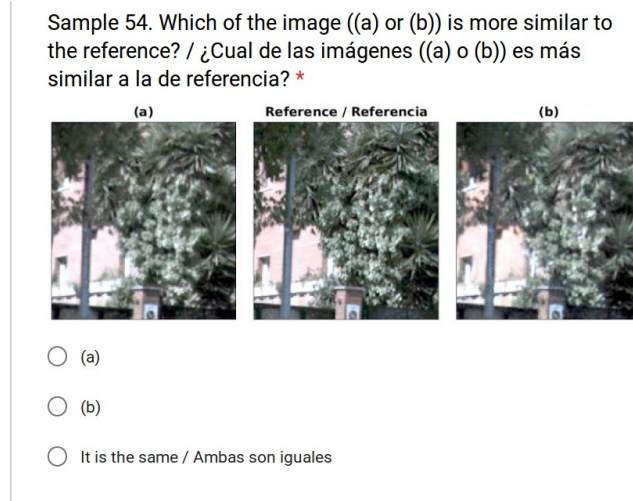 Sample 54. Which of the image ((a) or (b)) is more similar to
the reference? / ¿Cual de las imágenes ((a) o (b)) es más
similar a la de referencia? *
(a) Reference / Referencia (b)
(a)
(b)
It is the same / Ambas son iguales